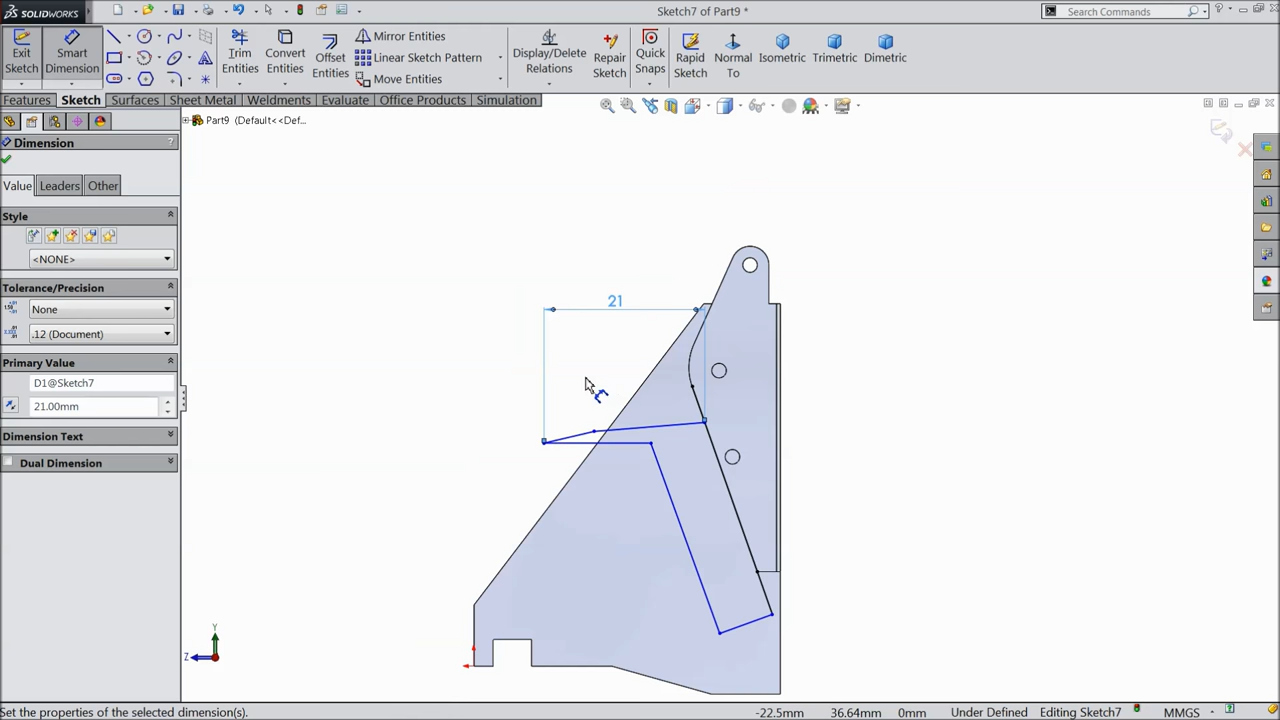 SOLIDWORKS
Sketch7 of Part9 *
Search Commands
Exit Sketch
Smart Dimension
Trim Entities
Convert Entities
Offset Entities
Mirror Entities
Linear Sketch Pattern
Move Entities
Display/Delete Relations
Repair Sketch
Quick Snaps
Rapid Sketch
Normal To
Isometric
Trimetric
Dimetric
Features
Sketch
Surfaces
Sheet Metal
Weldments
Evaluate
Office Products
Simulation
Part9 (Default<<Def...
Dimension
?
Value
Leaders
Other
Style
<NONE>
Tolerance/Precision
None
.12 (Document)
Primary Value
D1@Sketch7
21.00mm
Dimension Text
Dual Dimension
21
Y
Z
Set the properties of the selected dimension(s).
-22.5mm
36.64mm
0mm
Under Defined
Editing Sketch7
MMGS